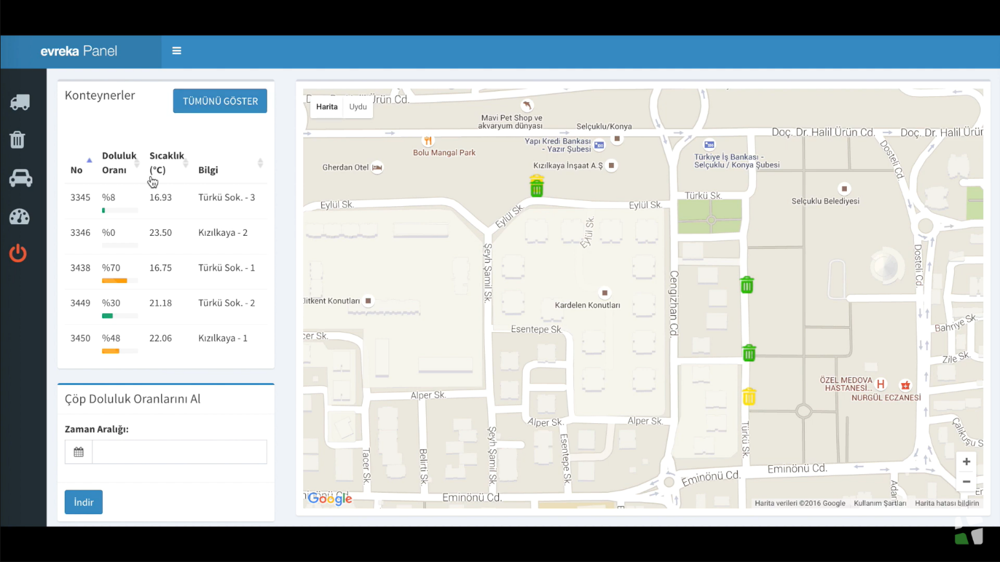 evreka Panel
Konteynerler
TÜMÜNÜ GÖSTER
No
Doluluk
Oranı
Sıcaklık
(°C)
Bilgi
3345 %8 16.93 Türkü Sok. - 3
3346 %0 23.50 Kızılkaya - 2
3438 %70 16.75 Türkü Sok. - 1
3449 %30 21.18 Türkü Sok. - 2
3450 %48 22.06 Kızılkaya - 1
Çöp Doluluk Oranlarını Al
Zaman Aralığı:
İndir
Harita Uydu
Ürün Cd.
Mavi Pet Shop ve
akvaryum dünyası
Selçuklu/Konya
Doç. Dr. Halil Ürün Cd.
Doç. Dr. Halil Ürün
Bolu Mangal Park
Yapı Kredi Bankası
- Yazır Şubesi
Türkiye İş Bankası -
Selçuklu / Konya Şubesi
Dosteli Cd.
Gherdan Otel
Kızılkaya İnşaat A.Ş
Türkü Sk.
Selçuklu Belediyesi
Eylül Sk.
Eylül Sk
Eylül Sk.
Eylül Sk.
Şeyh Şamil Sk.
Cengizhan Cd.
Dosteli Cd.
litkent Konutları
Kardelen Konutları
Esentepe Sk.
cer Sk.
Bahriye Sk.
Zile Sk.
ÖZEL MEDOVA
HASTANESİ...
H
NURGÜL ECZANESİ
Alper Sk.
Alper Sk.
Alper Sk.
Tacer Sk.
Belirti Sk.
Şeyh Şamil Sk.
Esentepe Sk.
Türkü Sk.
Çalıkuşu S
Eminönü Cd.
Eminönü Cd.
Eminönü Cd.
Adan
Google
Harita verileri ©2016 Google Kullanım Şartları Harita hatası bildirin